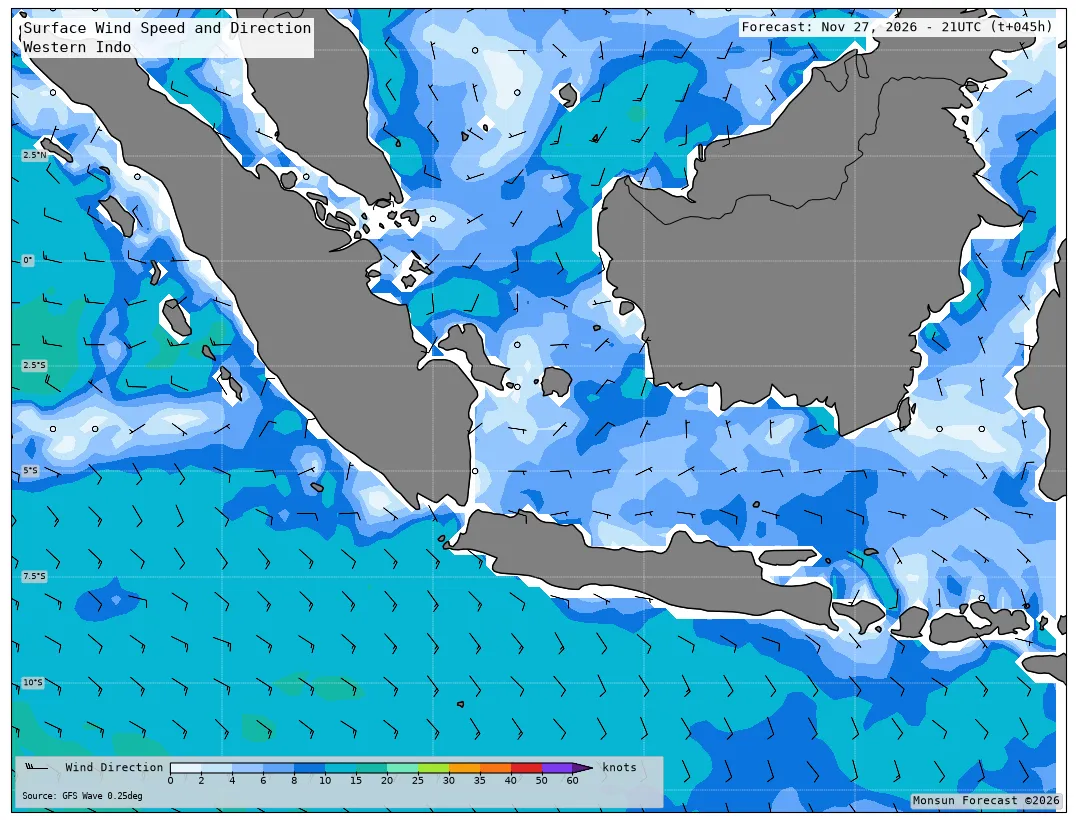 Surface Wind Speed and Direction
Western Indo
Forecast: Nov 27, 2026 - 21UTC (t+045h)
2.5°N
0°
2.5°S
5°S
7.5°S
10°S
Wind Direction
0 2 4 6 8 10 15 20 25 30 35 40 50 60
knots
Source: GFS Wave 0.25deg
Monsun Forecast ©2026